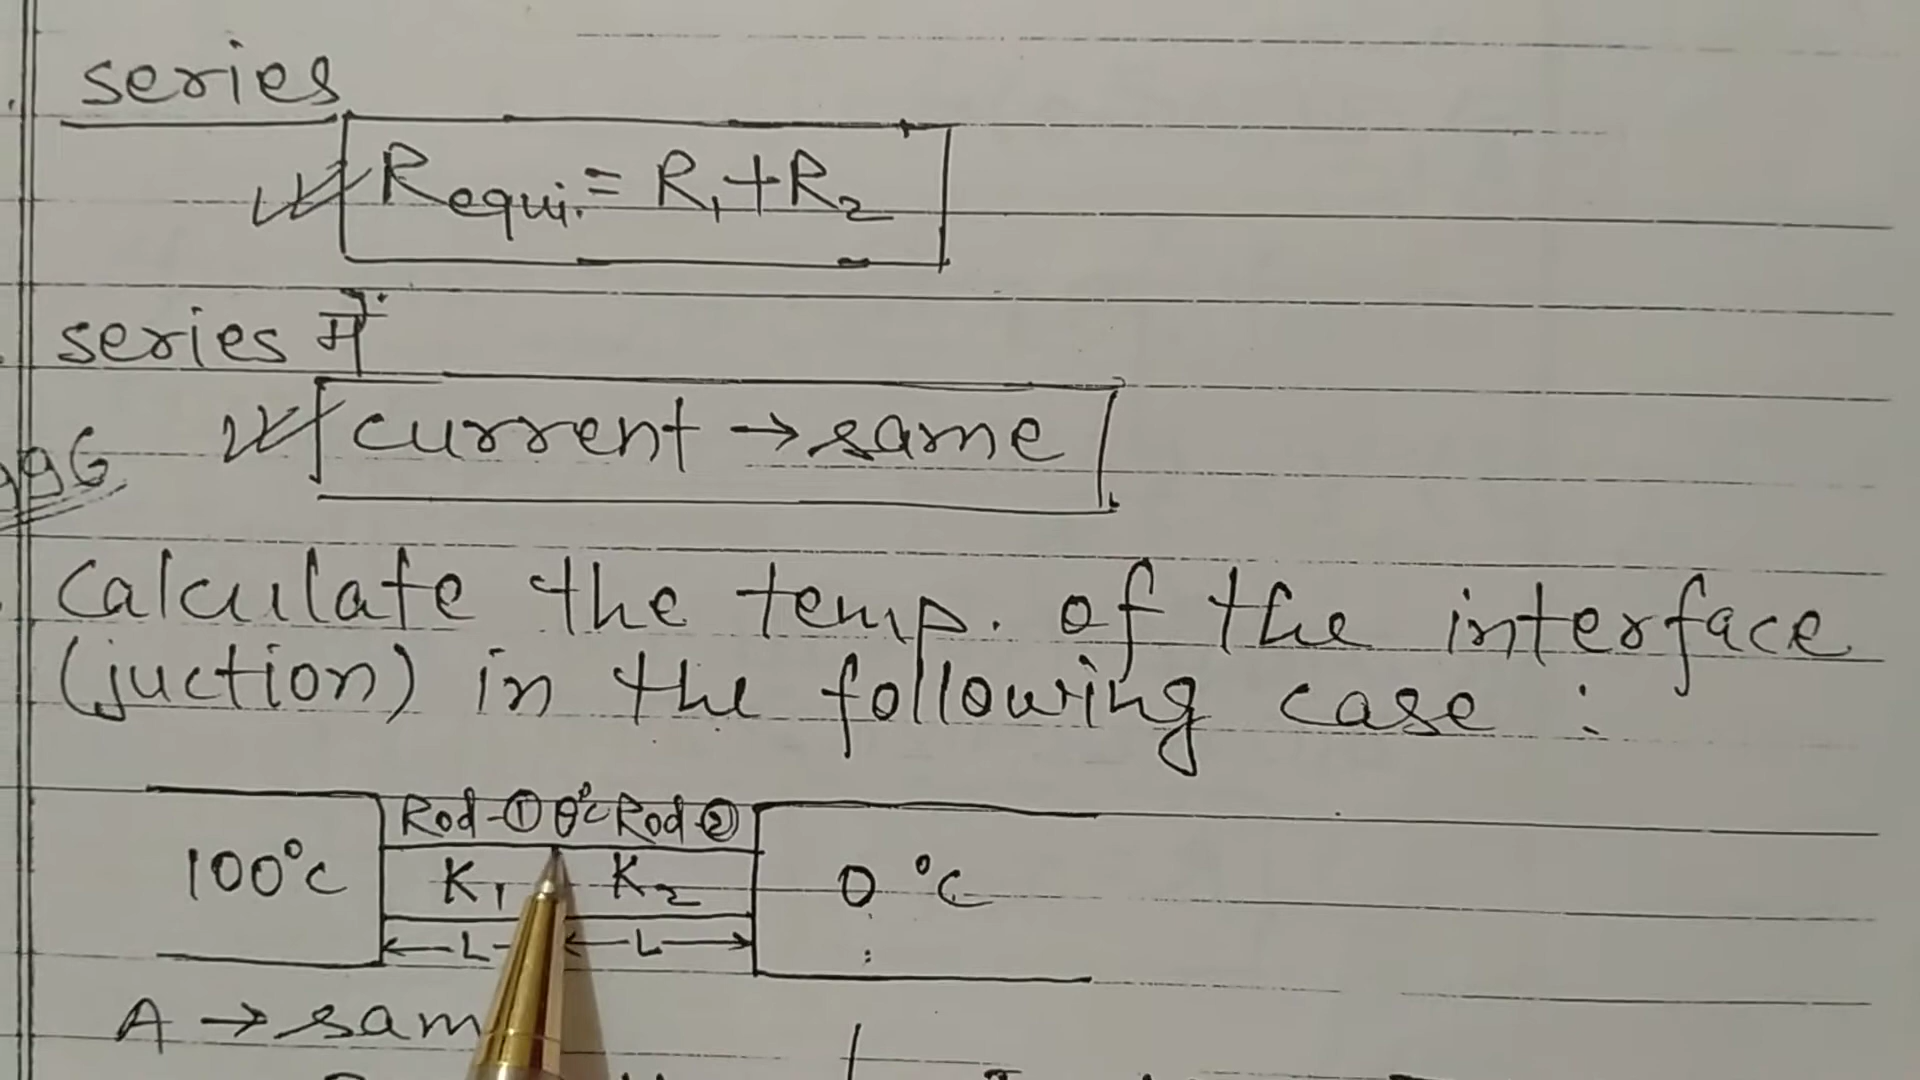 series
Requi. = R₁+R₂
series में
current → same
calculate the temp. of the interface
(juction) in the following case :
Rod-① θ°C Rod-②
100°C K₁ K₂ 0 °C
←L- ←L→
A →